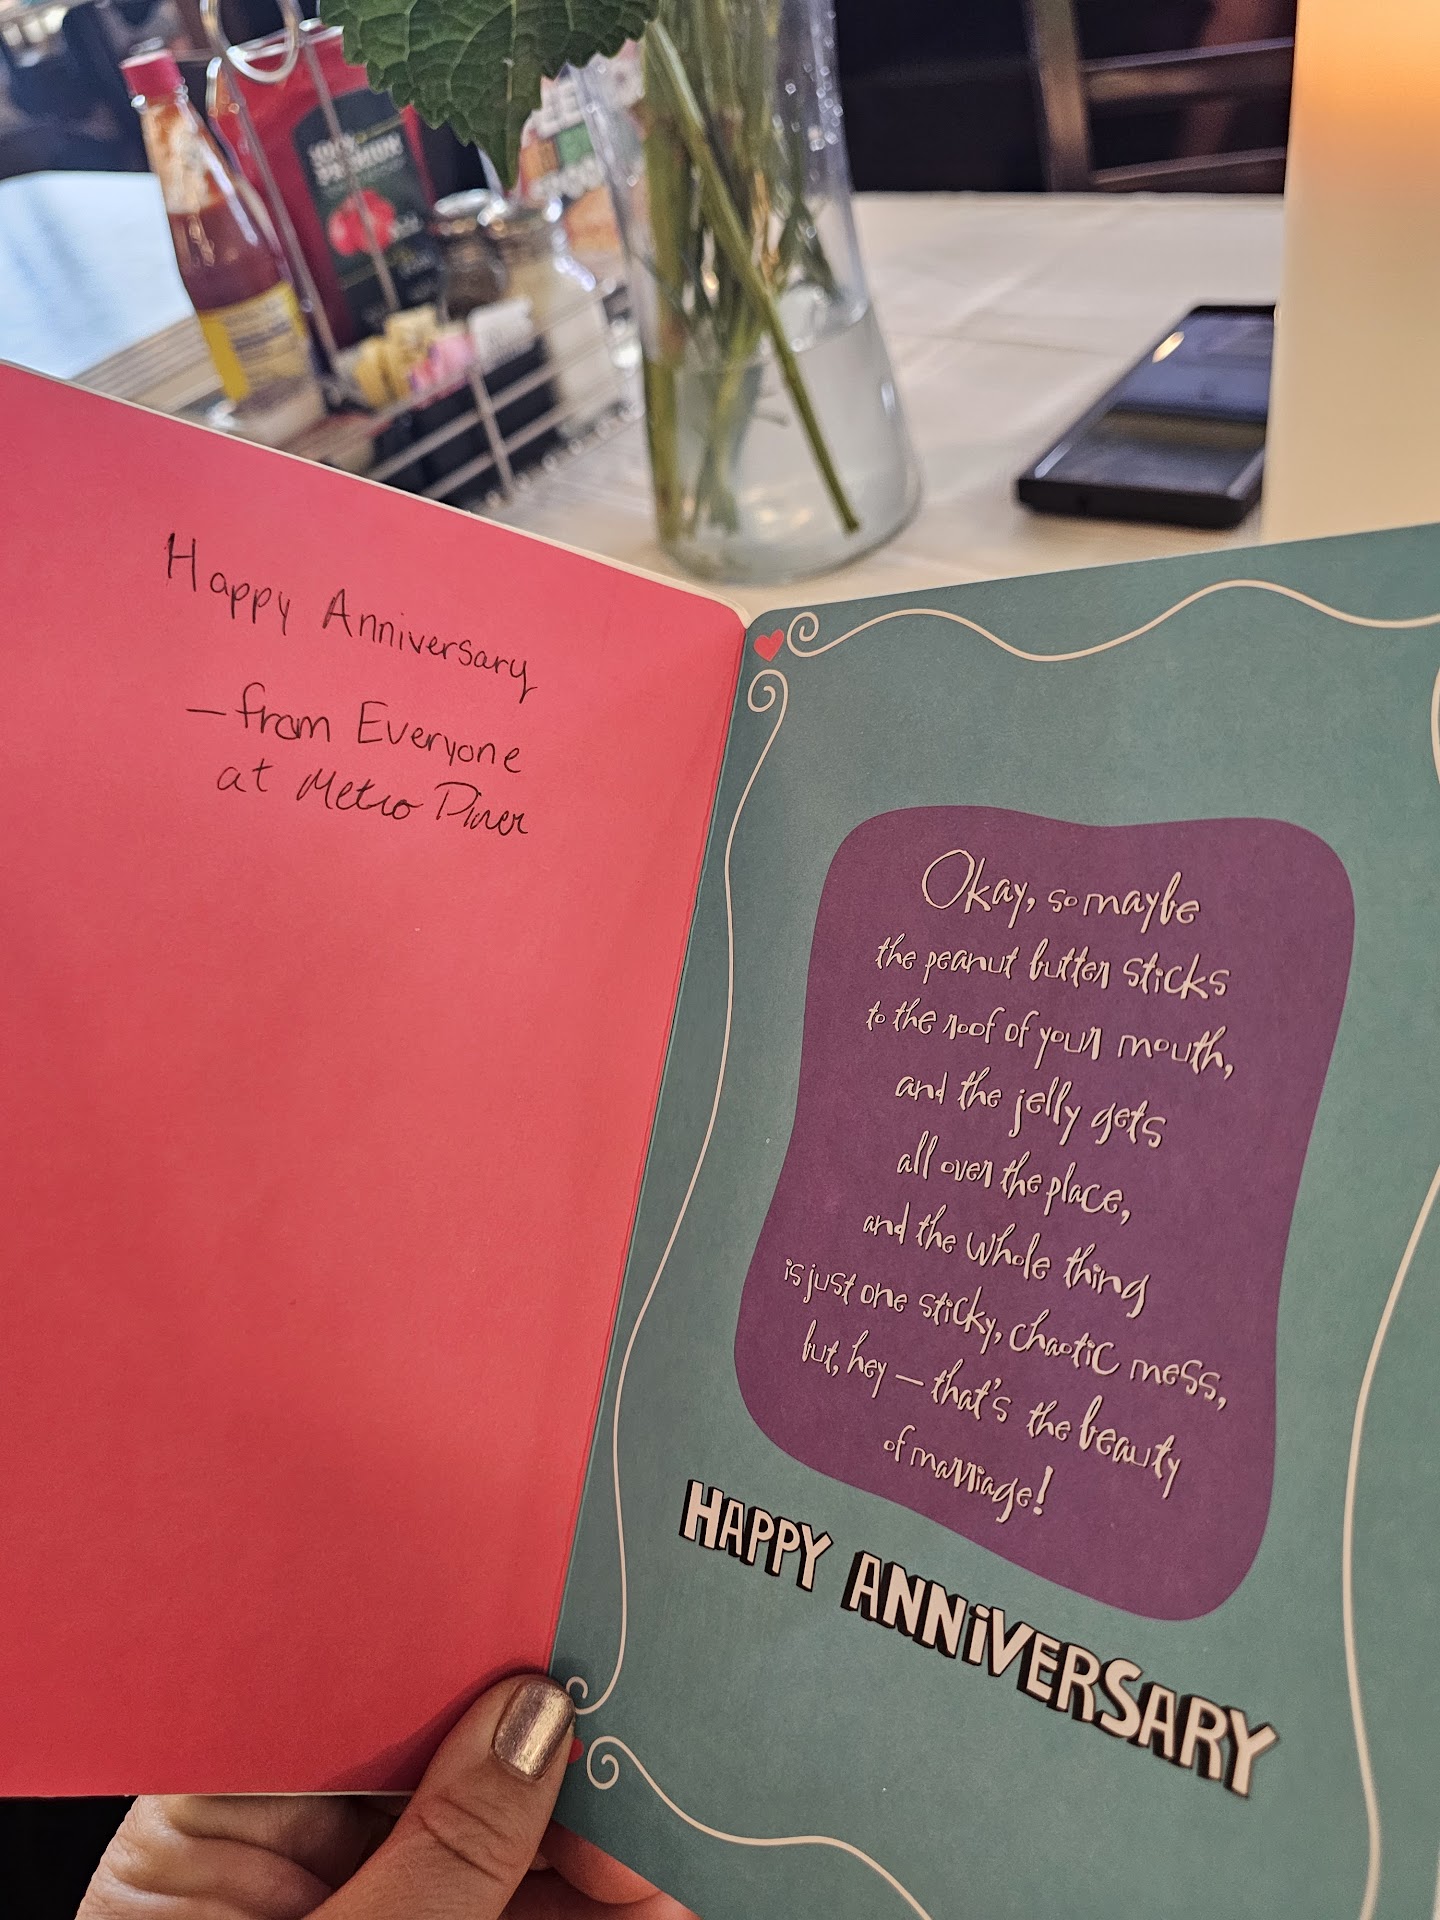 100%
PREMIUM
Happy Anniversary
— from Everyone
at Metro Diner
Okay, so maybe
the peanut butter sticks
to the roof of your mouth,
and the jelly gets
all over the place,
and the whole thing
is just one sticky, chaotic mess,
but, hey — that's the beauty
of marriage!
HAPPY ANNiVERSARY